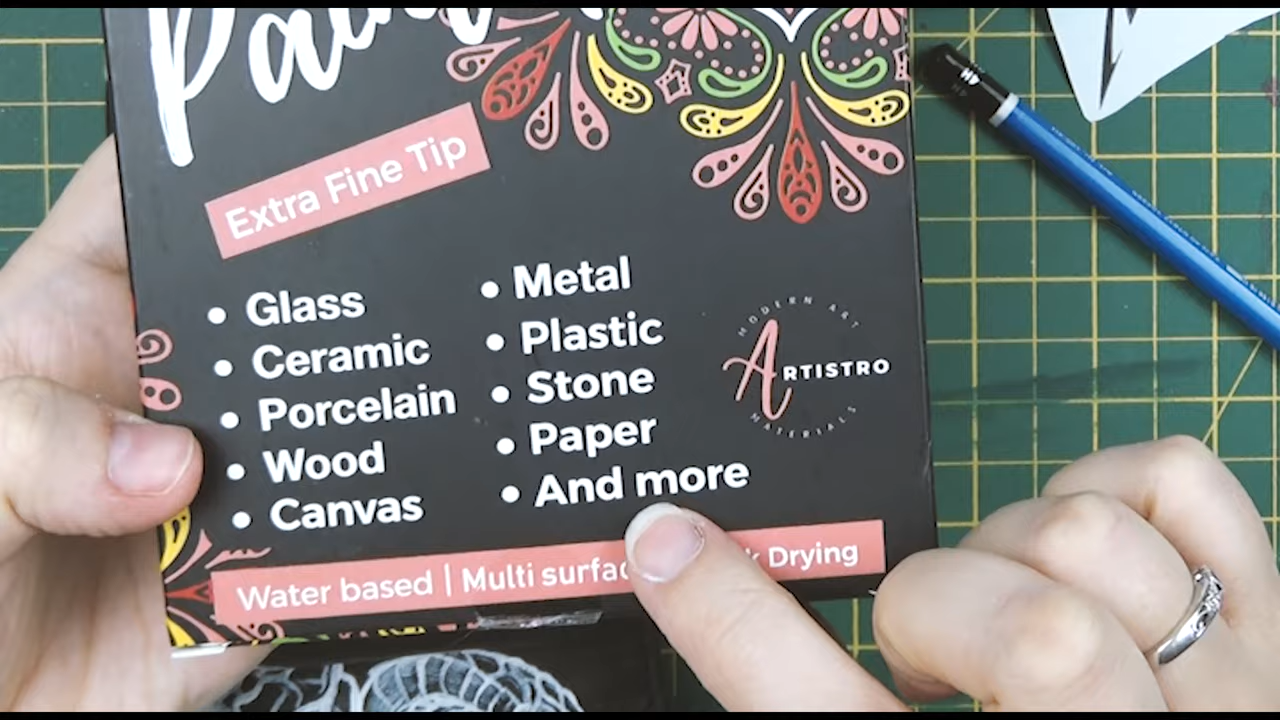 Extra Fine Tip
Glass
Ceramic
Porcelain
Wood
Canvas
Metal
Plastic
Stone
Paper
And more
MODERN ART
ARTISTRO
MATERIALS
Water based | Multi Drying